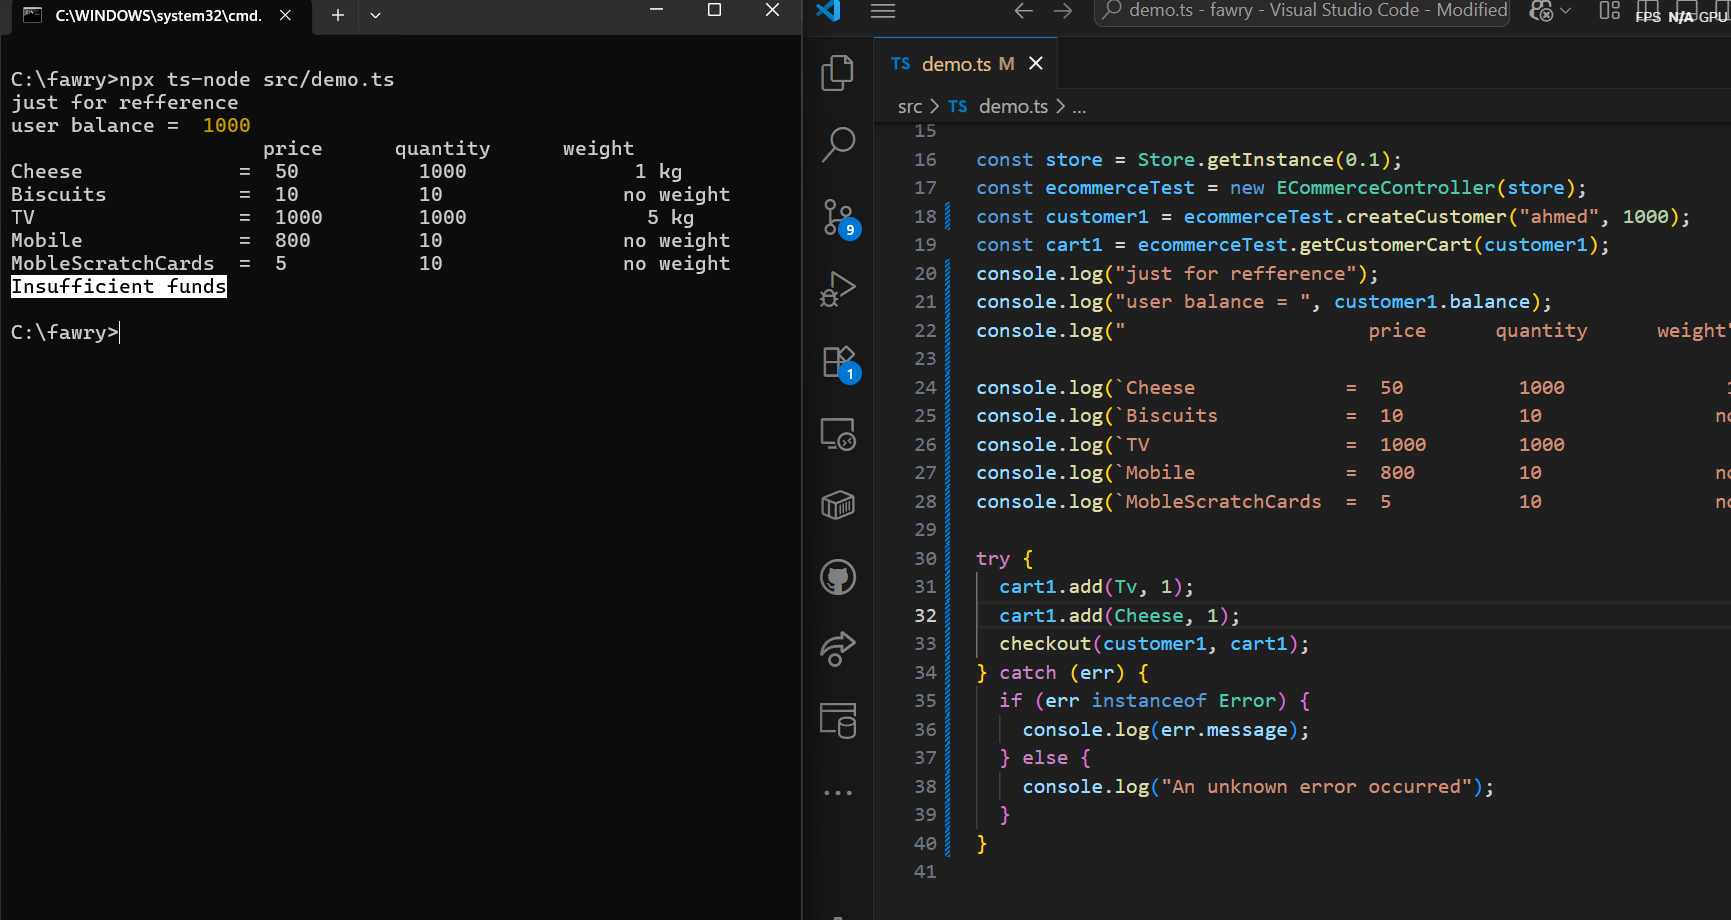 C:\WINDOWS\system32\cmd.
C:\fawry>npx ts-node src/demo.ts
just for refference
user balance =  1000
                     price      quantity      weight
Cheese             =  50          1000              1 kg
Biscuits           =  10          10               no weight
TV                 =  1000        1000               5 kg
Mobile             =  800         10               no weight
MobleScratchCards  =  5           10               no weight
Insufficient funds
C:\fawry>
demo.ts - fawry - Visual Studio Code - Modified
FPS N/A GPU
TS demo.ts M
src > TS demo.ts > ...
9
1
15
16 const store = Store.getInstance(0.1);
17 const ecommerceTest = new ECommerceController(store);
18 const customer1 = ecommerceTest.createCustomer("ahmed", 1000);
19 const cart1 = ecommerceTest.getCustomerCart(customer1);
20 console.log("just for refference");
21 console.log("user balance = ", customer1.balance);
22 console.log("                     price      quantity      weight"
23
24 console.log(`Cheese             =  50          1000              1
25 console.log(`Biscuits           =  10          10               no
26 console.log(`TV                 =  1000        1000
27 console.log(`Mobile             =  800         10               no
28 console.log(`MobleScratchCards  =  5           10               no
29
30 try {
31   cart1.add(Tv, 1);
32   cart1.add(Cheese, 1);
33   checkout(customer1, cart1);
34 } catch (err) {
35   if (err instanceof Error) {
36     console.log(err.message);
37   } else {
38     console.log("An unknown error occurred");
39   }
40 }
41